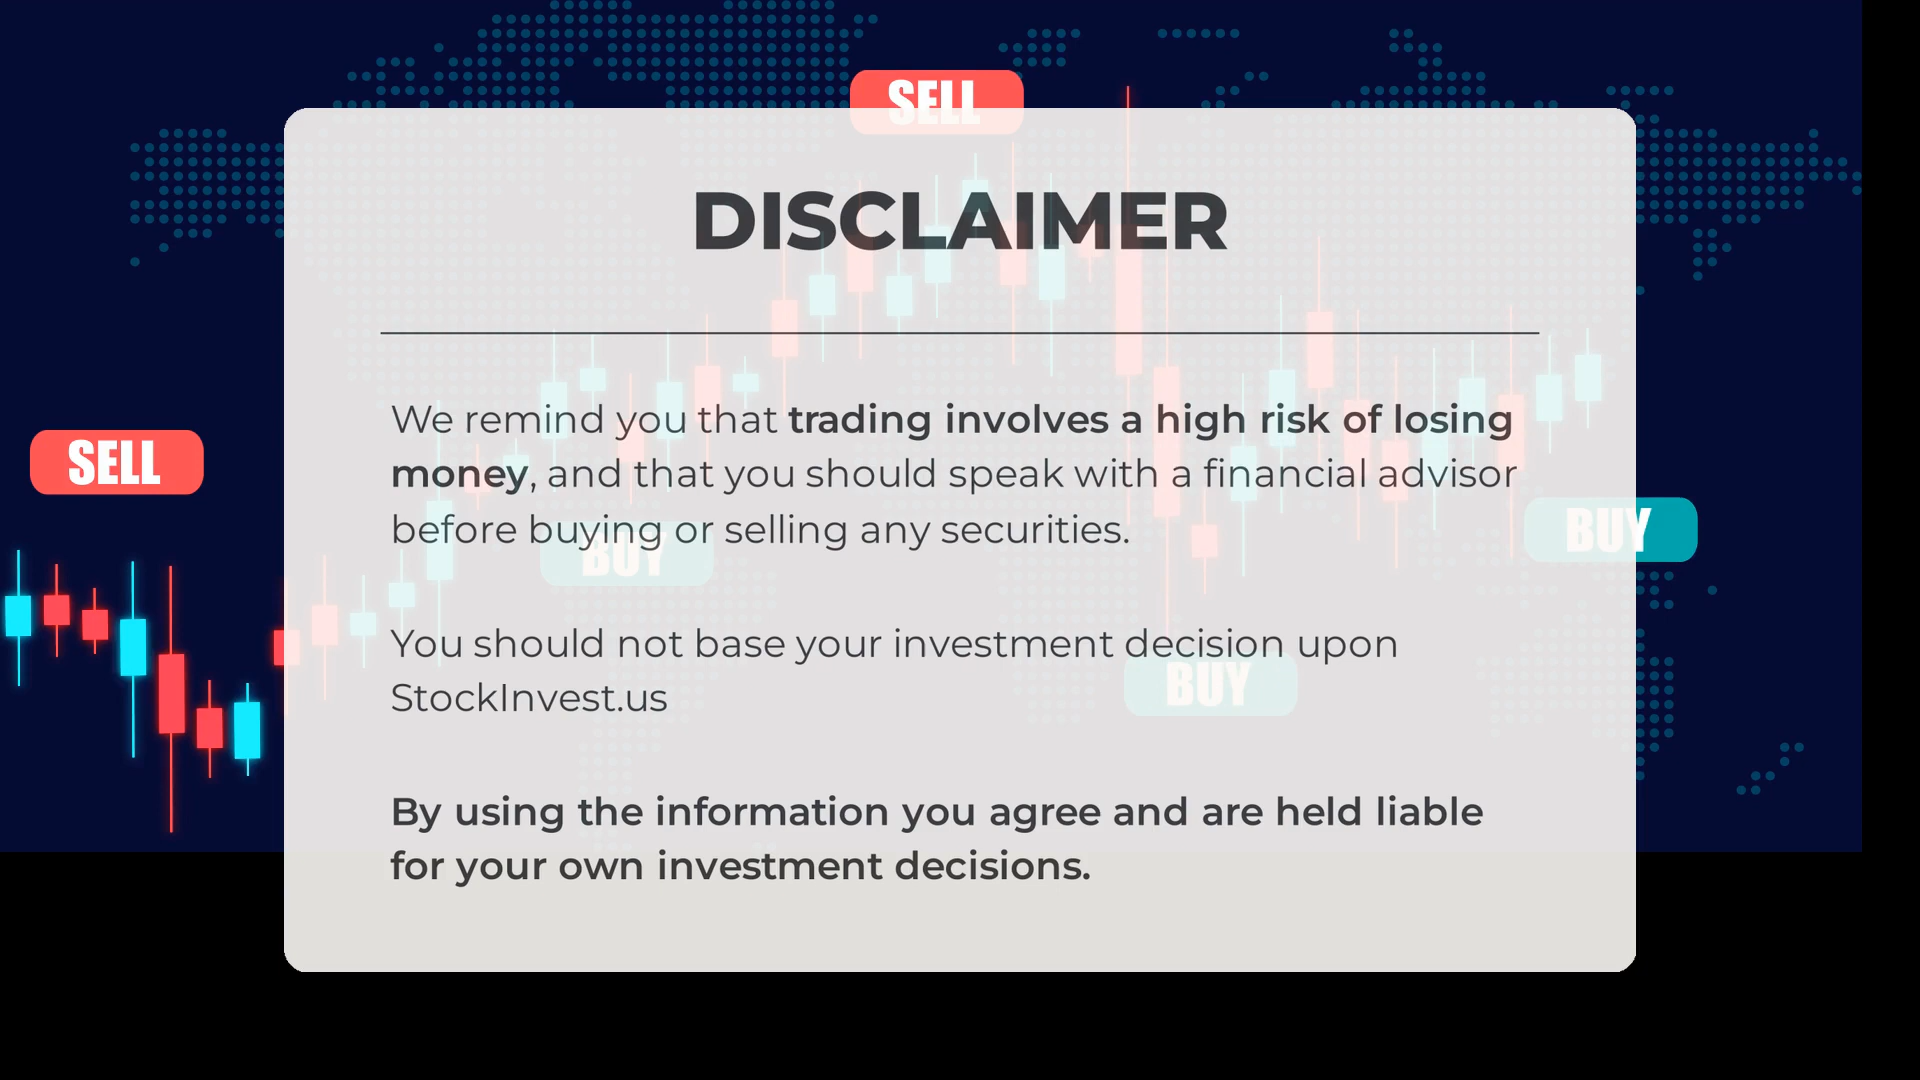 SELL
DISCLAIMER
We remind you that trading involves a high risk of losing
money, and that you should speak with a financial advisor
before buying or selling any securities.
SELL
BUY
BUY
You should not base your investment decision upon
StockInvest.us
BUY
By using the information you agree and are held liable
for your own investment decisions.